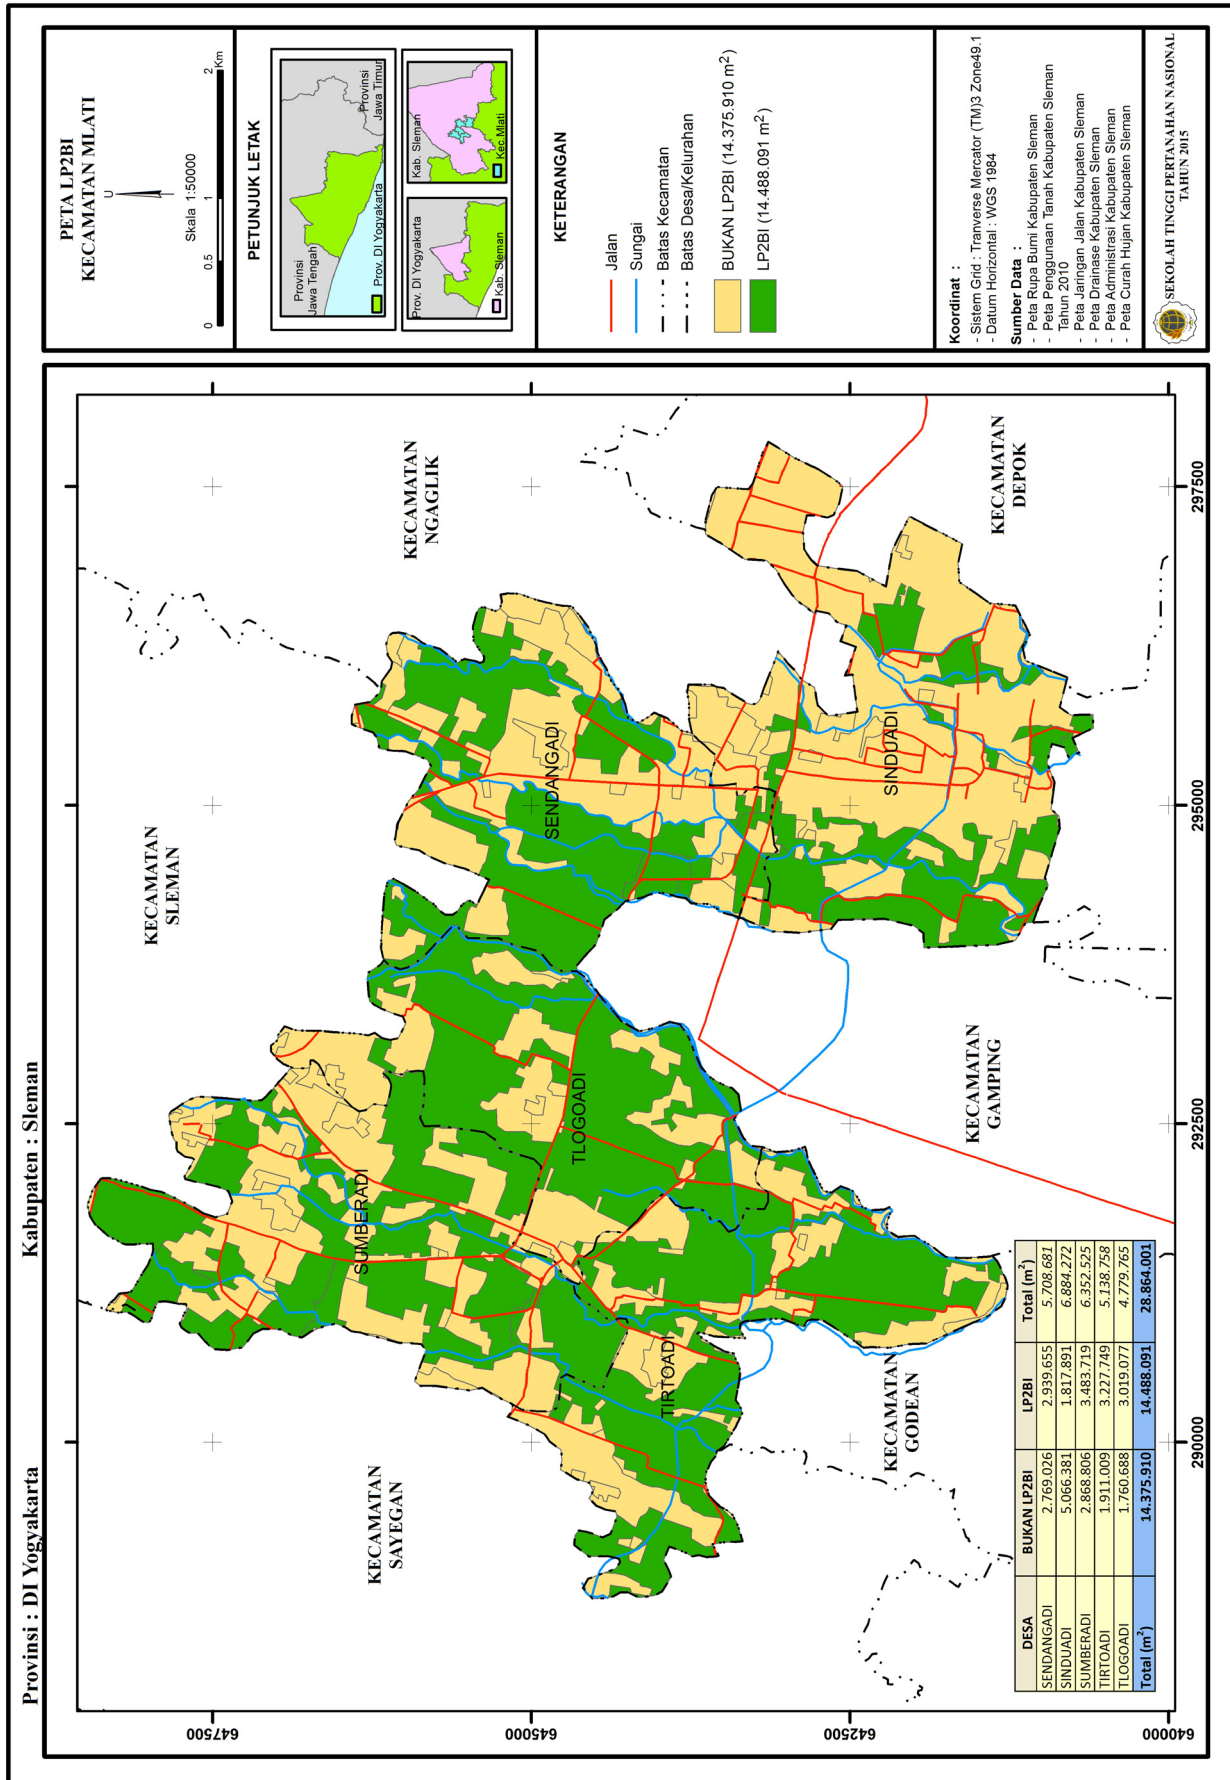 Provinsi : DI Yogyakarta
Kabupaten : Sleman
647500
645000
642500
640000
290000
292500
295000
297500
KECAMATAN
SAYEGAN
KECAMATAN
SLEMAN
KECAMATAN
NGAGLIK
KECAMATAN
DEPOK
KECAMATAN
GAMPING
KECAMATAN
GODEAN
SUMBERADI
TLOGOADI
TIRTOADI
SENDANGADI
SINDUADI
DESA BUKAN LP2BI LP2BI Total (m²)
SENDANGADI 2.769.026 2.939.655 5.708.681
SINDUADI 5.066.381 1.817.891 6.884.272
SUMBERADI 2.868.806 3.483.719 6.352.525
TIRTOADI 1.911.009 3.227.749 5.138.758
TLOGOADI 1.760.688 3.019.077 4.779.765
Total (m²) 14.375.910 14.488.091 28.864.001
PETA LP2BI
KECAMATAN MLATI
U
Skala 1:50000
0 0.5 1 2 Km
PETUNJUK LETAK
Provinsi
Jawa Tengah
Provinsi
Jawa Timur
Prov. DI Yogyakarta
Prov. DI Yogyakarta
Kab. Sleman
Kab. Sleman
Kec.Mlati
KETERANGAN
Jalan
Sungai
Batas Kecamatan
Batas Desa/Kelurahan
BUKAN LP2BI (14.375.910 m²)
LP2BI (14.488.091 m²)
Koordinat :
- Sistem Grid : Tranverse Mercator (TM)3 Zone49.1
- Datum Horizontal : WGS 1984
Sumber Data :
- Peta Rupa Bumi Kabupaten Sleman
- Peta Penggunaan Tanah Kabupaten Sleman
Tahun 2010
- Peta Jaringan Jalan Kabupaten Sleman
- Peta Drainase Kabupaten Sleman
- Peta Administrasi Kabupaten Sleman
- Peta Curah Hujan Kabupaten Sleman
SEKOLAH TINGGI PERTANAHAN NASIONAL
TAHUN 2015